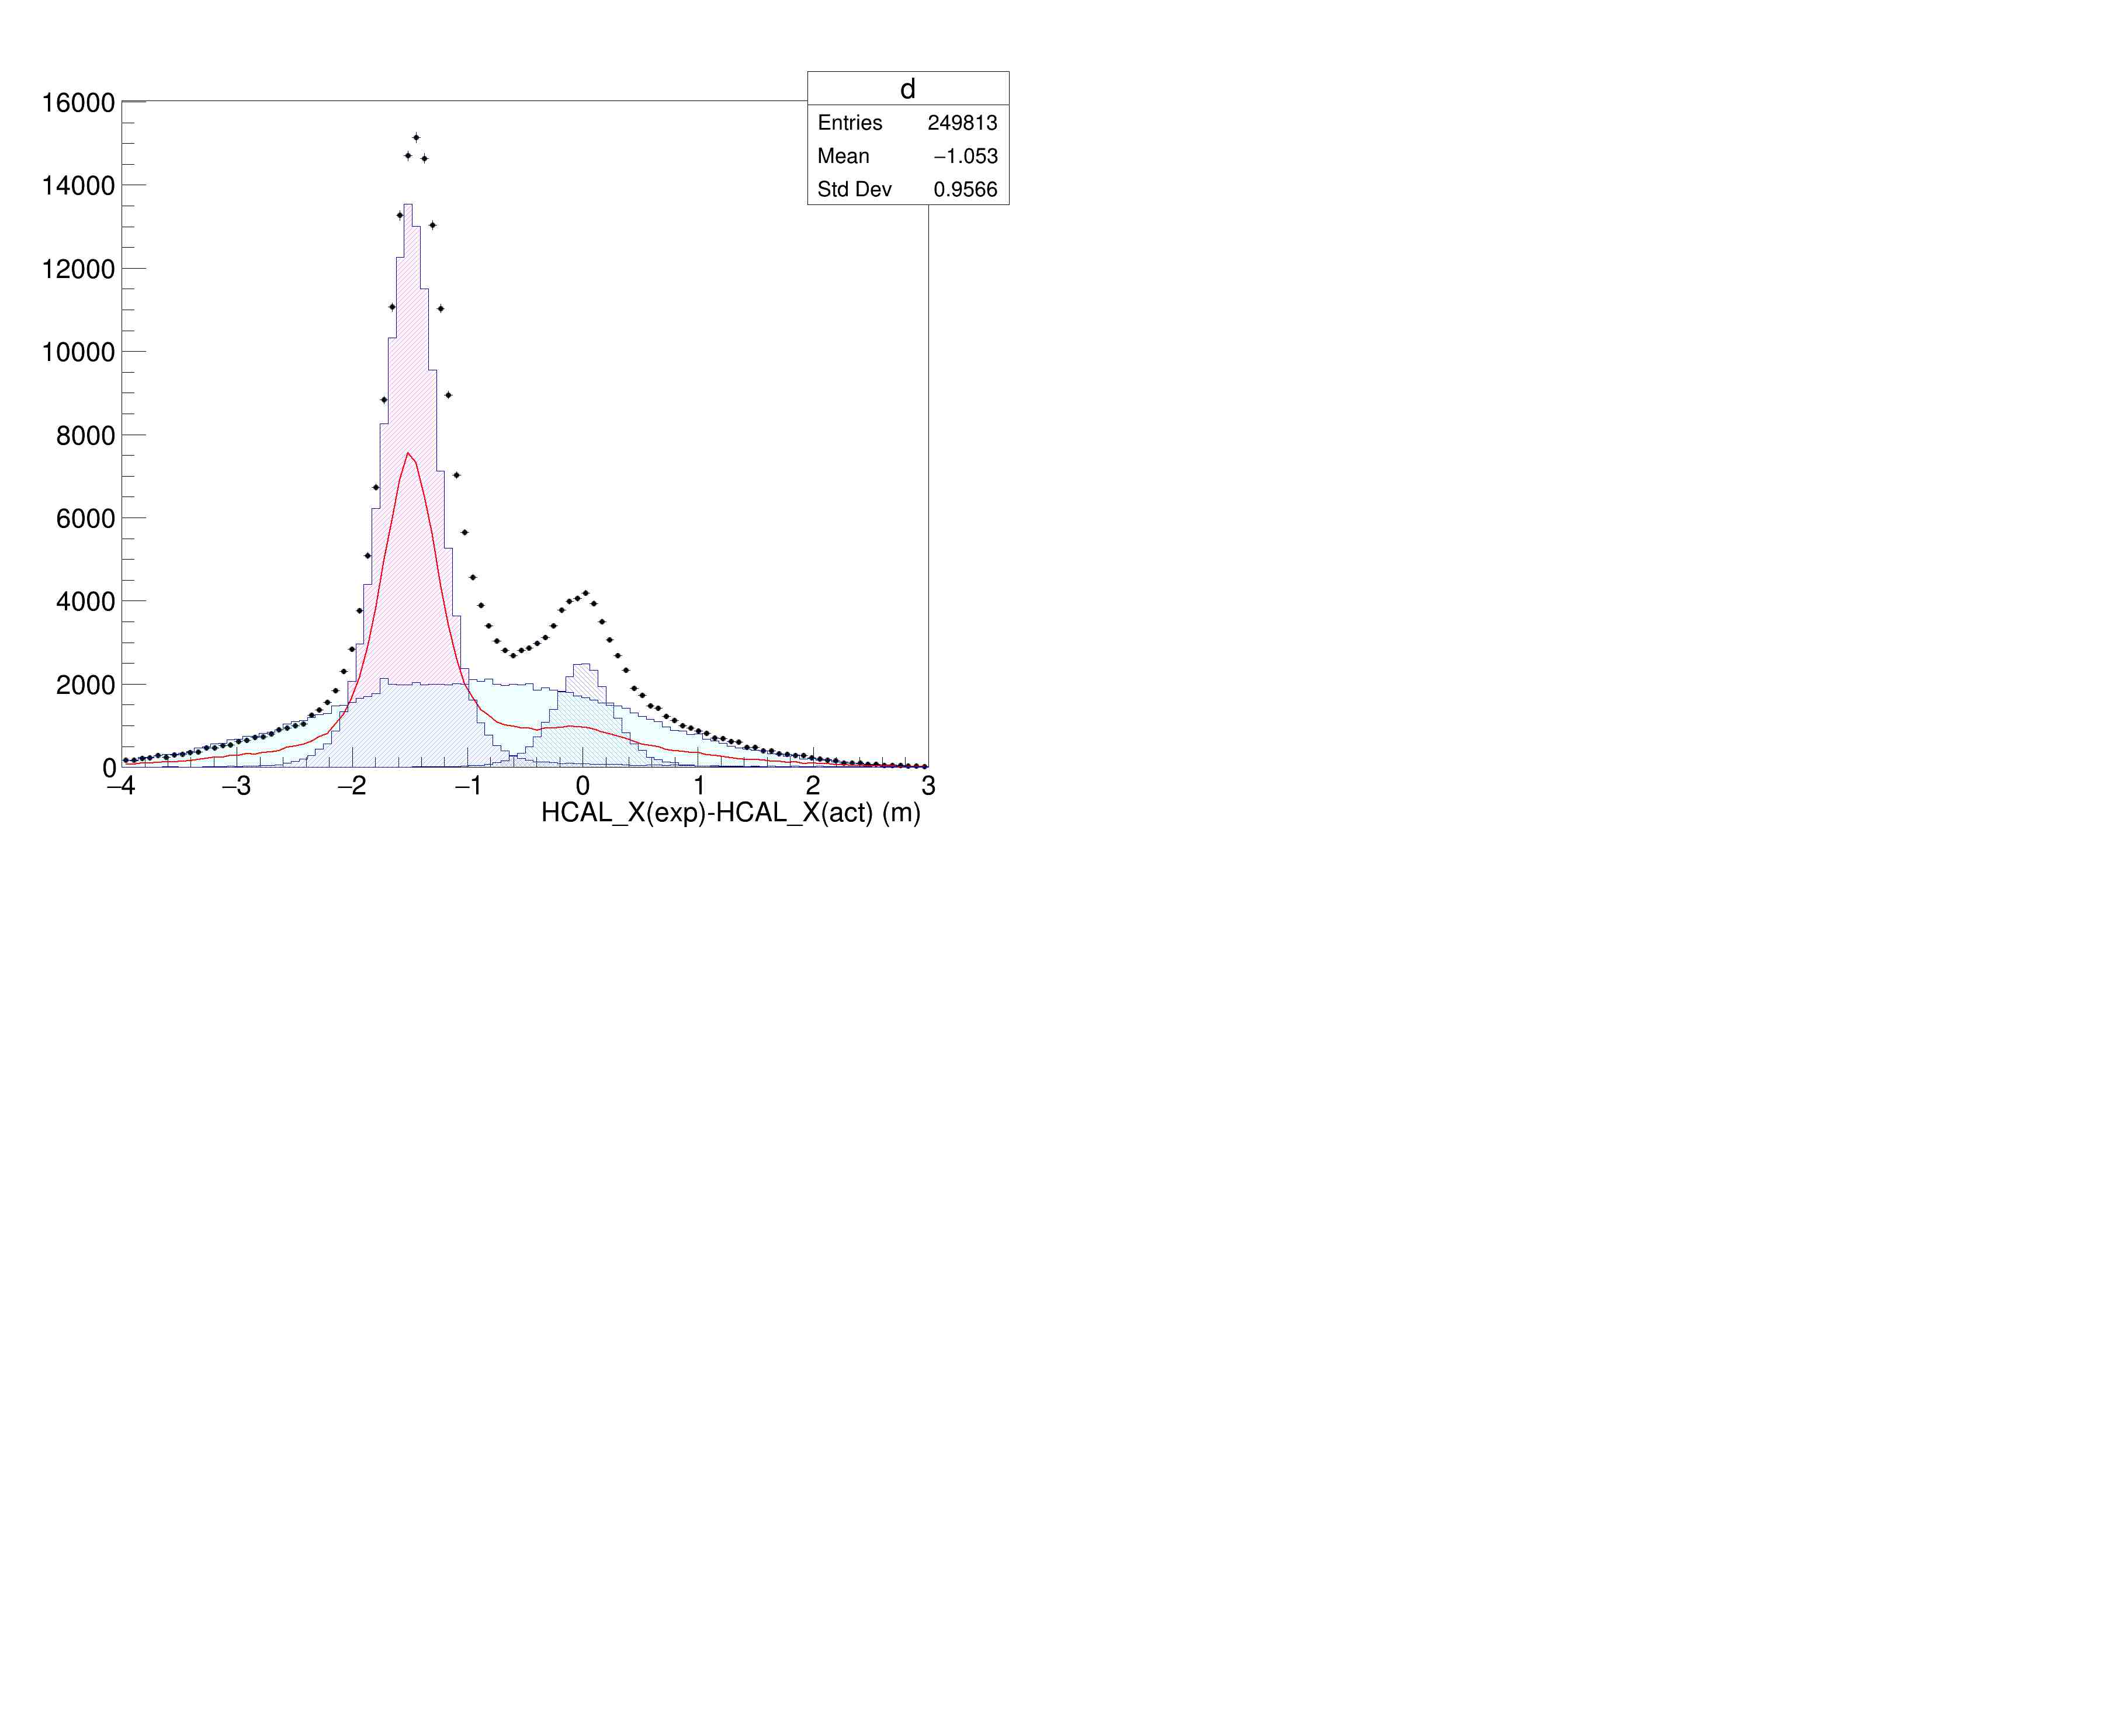 d
Entries 249813
Mean −1.053
Std Dev 0.9566
16000
14000
12000
10000
8000
6000
4000
2000
0
−4 −3 −2 −1 0 1 2 3
HCAL_X(exp)-HCAL_X(act) (m)